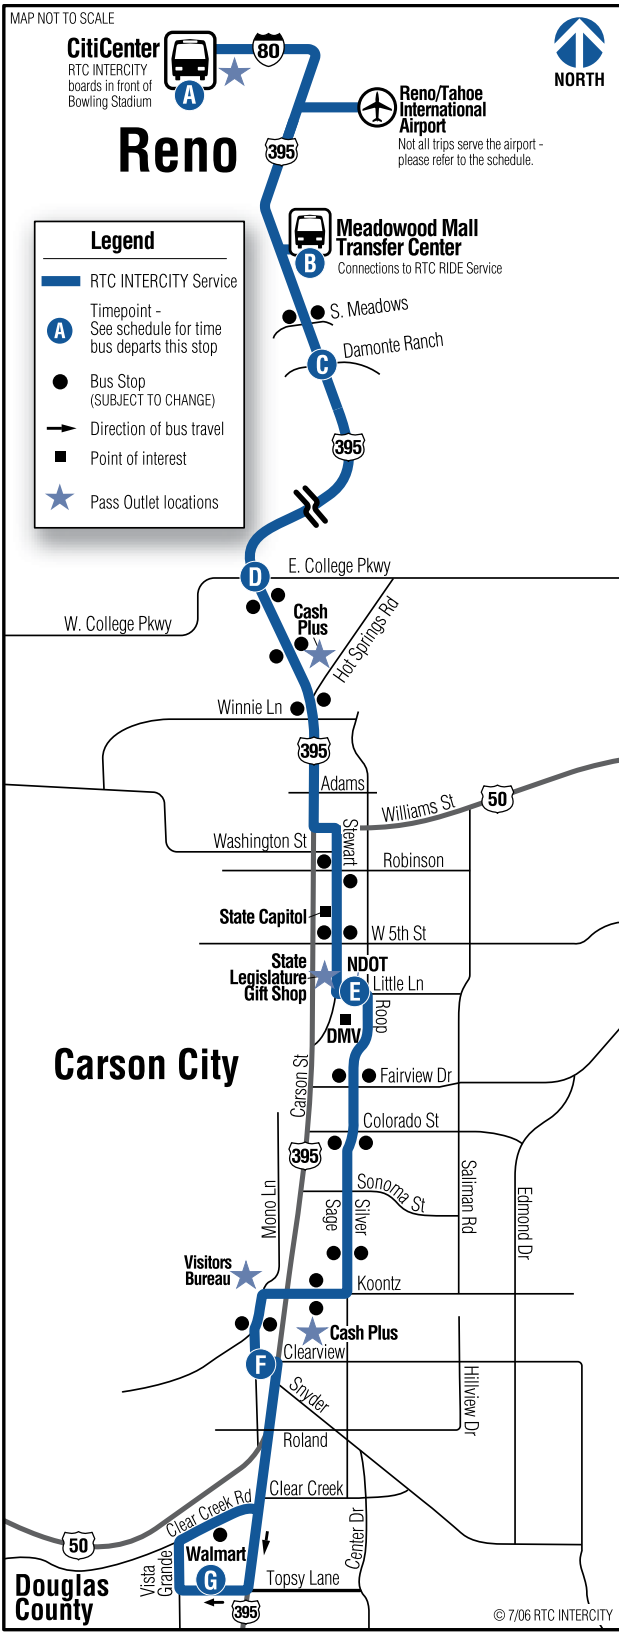 MAP NOT TO SCALE
CitiCenter
RTC INTERCITY
boards in front of
Bowling Stadium
A
80
NORTH
Reno/Tahoe
International
Airport
Not all trips serve the airport -
please refer to the schedule.
Reno
395
Meadowood Mall
Transfer Center
B
Connections to RTC RIDE Service
Legend
RTC INTERCITY Service
A
Timepoint -
See schedule for time
bus departs this stop
Bus Stop
(SUBJECT TO CHANGE)
Direction of bus travel
Point of interest
Pass Outlet locations
S. Meadows
C
Damonte Ranch
395
D
E. College Pkwy
W. College Pkwy
Cash
Plus
Hot Springs Rd
Winnie Ln
395
Adams
Williams St
50
Washington St
Stewart
Robinson
State Capitol
W 5th St
State
Legislature
Gift Shop
NDOT
E
Little Ln
Roop
DMV
Carson City
Carson St
Fairview Dr
Colorado St
395
Mono Ln
Sonoma St
Sage
Silver
Saliman Rd
Edmond Dr
Visitors
Bureau
Koontz
Cash Plus
F
Clearview
Snyder
Hillview Dr
Roland
Clear Creek
Clear Creek Rd
Center Dr
50
Walmart
Vista
Grande
G
Topsy Lane
Douglas
County
395
© 7/06 RTC INTERCITY